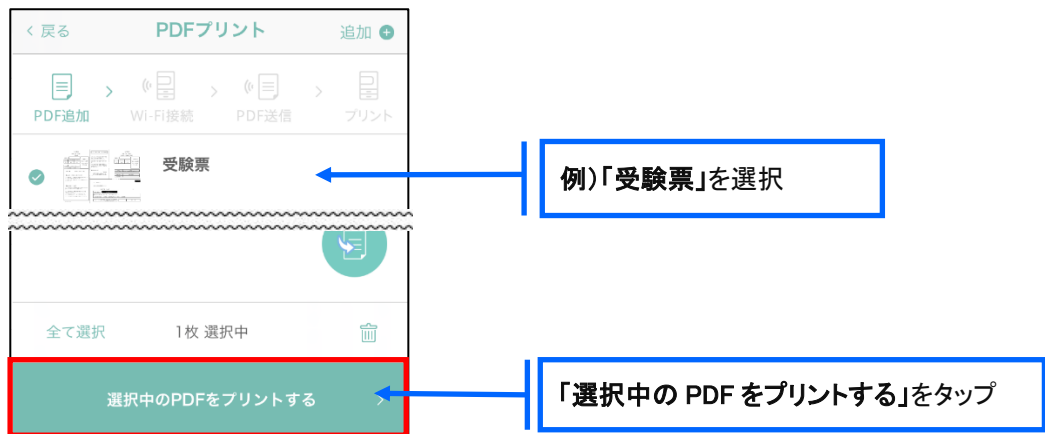 < 戻る PDFプリント 追加
PDF追加 Wi-Fi接続 PDF送信 プリント
受験票
例）「受験票」を選択
全て選択 1枚 選択中
選択中のPDFをプリントする
「選択中の PDF をプリントする」をタップ